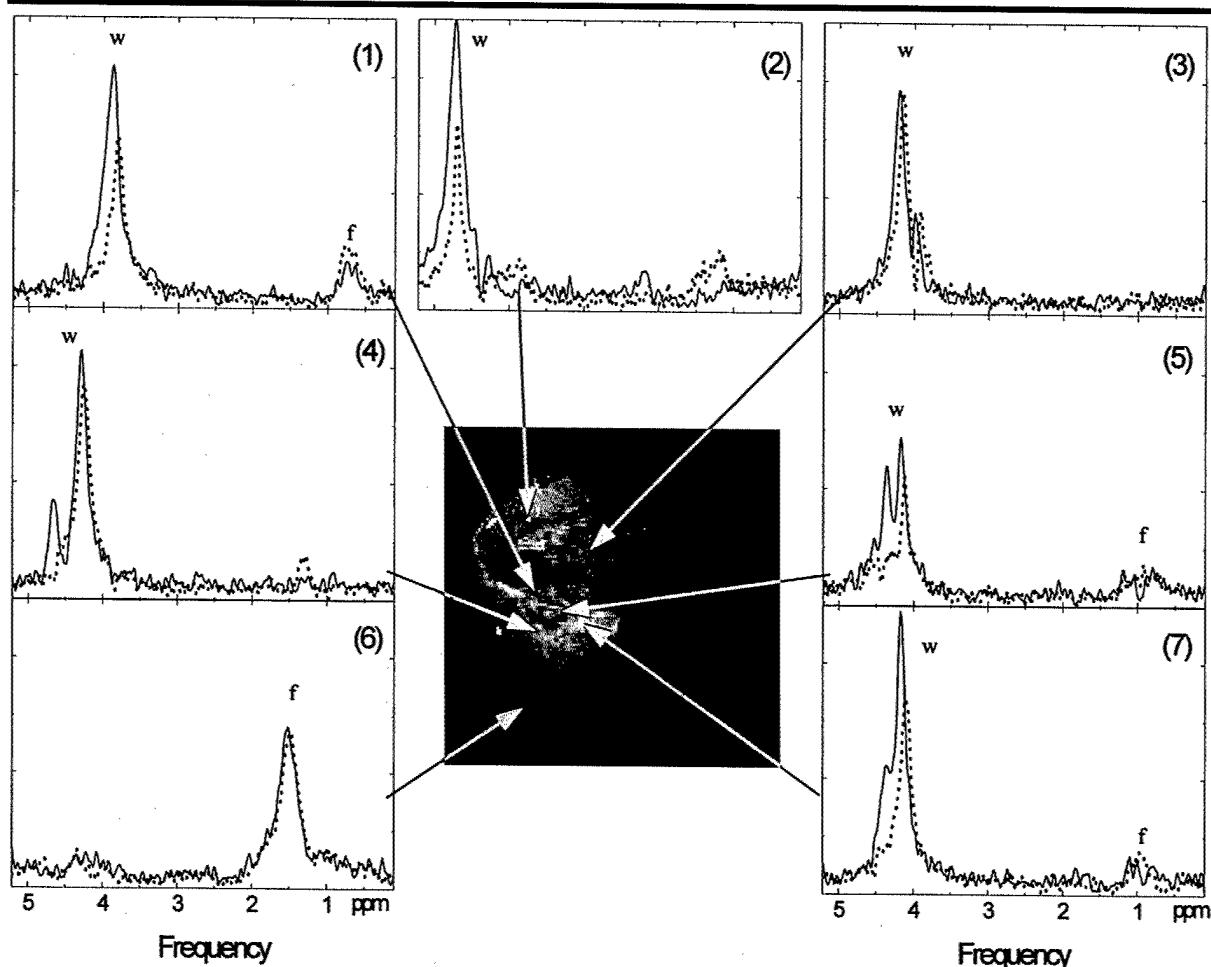 w
(1)
w
(2)
w
(3)
f
w
(4)
w
(5)
f
(6)
f
w
(7)
f
5 4 3 2 1 ppm
5 4 3 2 1 ppm
Frequency
Frequency